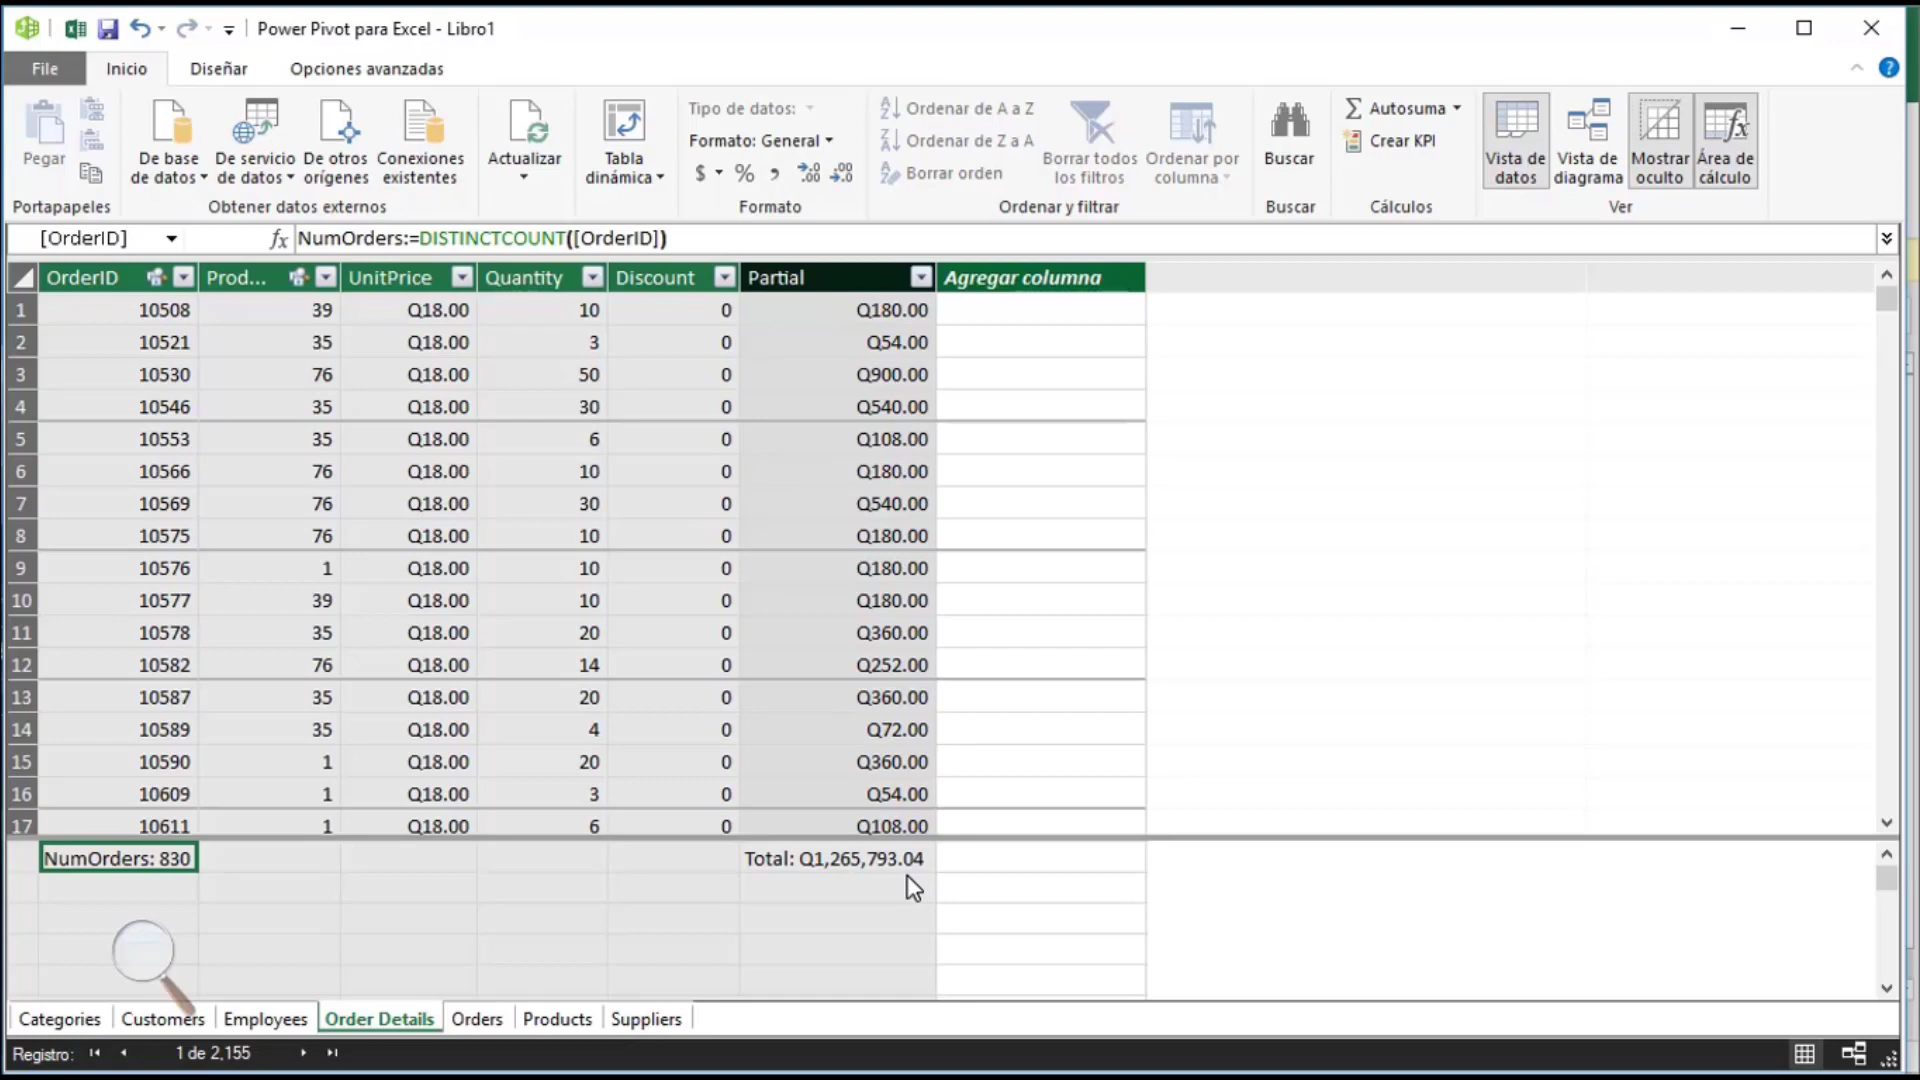 Power Pivot para Excel - Libro1
File Inicio Diseñar Opciones avanzadas
Pegar
De base de datos
De servicio de datos
De otros orígenes
Conexiones existentes
Actualizar
Tabla dinámica
Tipo de datos:
Formato: General
$ % ,
Ordenar de A a Z
Ordenar de Z a A
Borrar orden
Borrar todos los filtros
Ordenar por columna
Buscar
Autosuma
Crear KPI
Vista de datos
Vista de diagrama
Mostrar oculto
Área de cálculo
Portapapeles Obtener datos externos Formato Ordenar y filtrar Buscar Cálculos Ver
[OrderID] fx NumOrders:=DISTINCTCOUNT([OrderID])
OrderID Prod... UnitPrice Quantity Discount Partial Agregar columna
1 10508 39 Q18.00 10 0 Q180.00
2 10521 35 Q18.00 3 0 Q54.00
3 10530 76 Q18.00 50 0 Q900.00
4 10546 35 Q18.00 30 0 Q540.00
5 10553 35 Q18.00 6 0 Q108.00
6 10566 76 Q18.00 10 0 Q180.00
7 10569 76 Q18.00 30 0 Q540.00
8 10575 76 Q18.00 10 0 Q180.00
9 10576 1 Q18.00 10 0 Q180.00
10 10577 39 Q18.00 10 0 Q180.00
11 10578 35 Q18.00 20 0 Q360.00
12 10582 76 Q18.00 14 0 Q252.00
13 10587 35 Q18.00 20 0 Q360.00
14 10589 35 Q18.00 4 0 Q72.00
15 10590 1 Q18.00 20 0 Q360.00
16 10609 1 Q18.00 3 0 Q54.00
17 10611 1 Q18.00 6 0 Q108.00
NumOrders: 830 Total: Q1,265,793.04
Categories Customers Employees Order Details Orders Products Suppliers
Registro: 1 de 2,155